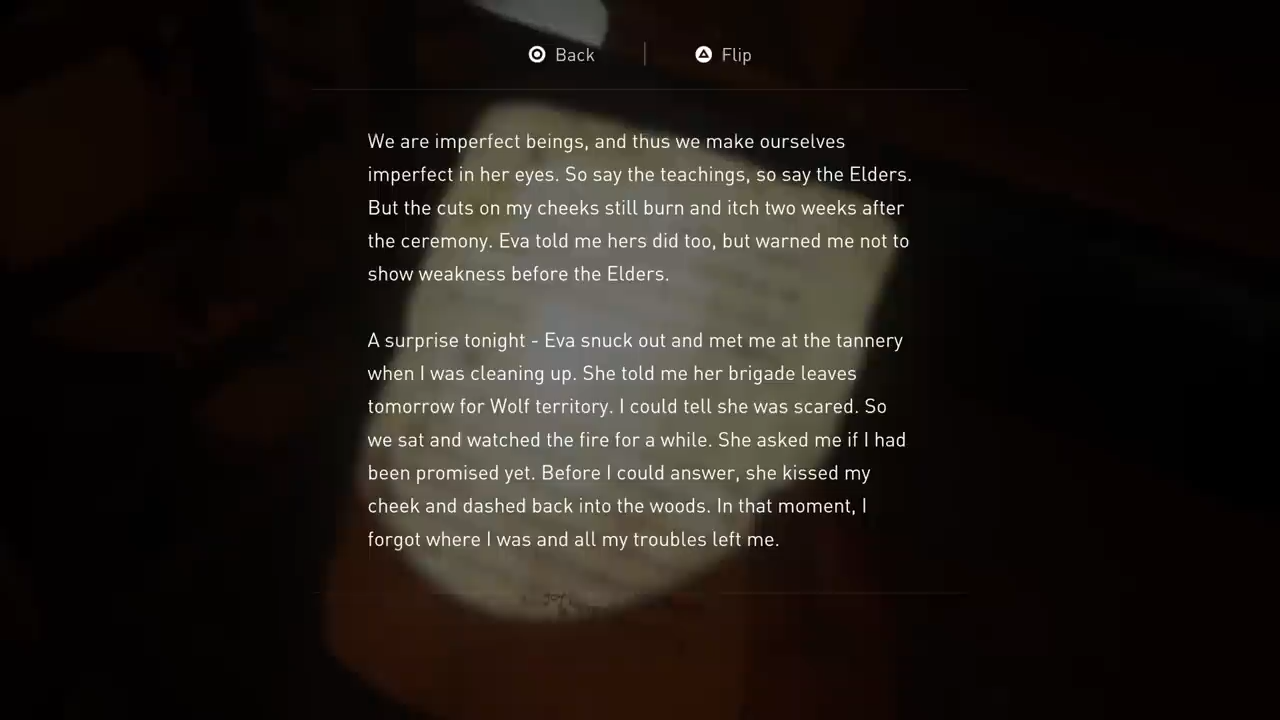 Back | Flip
We are imperfect beings, and thus we make ourselves
imperfect in her eyes. So say the teachings, so say the Elders.
But the cuts on my cheeks still burn and itch two weeks after
the ceremony. Eva told me hers did too, but warned me not to
show weakness before the Elders.
A surprise tonight - Eva snuck out and met me at the tannery
when I was cleaning up. She told me her brigade leaves
tomorrow for Wolf territory. I could tell she was scared. So
we sat and watched the fire for a while. She asked me if I had
been promised yet. Before I could answer, she kissed my
cheek and dashed back into the woods. In that moment, I
forgot where I was and all my troubles left me.